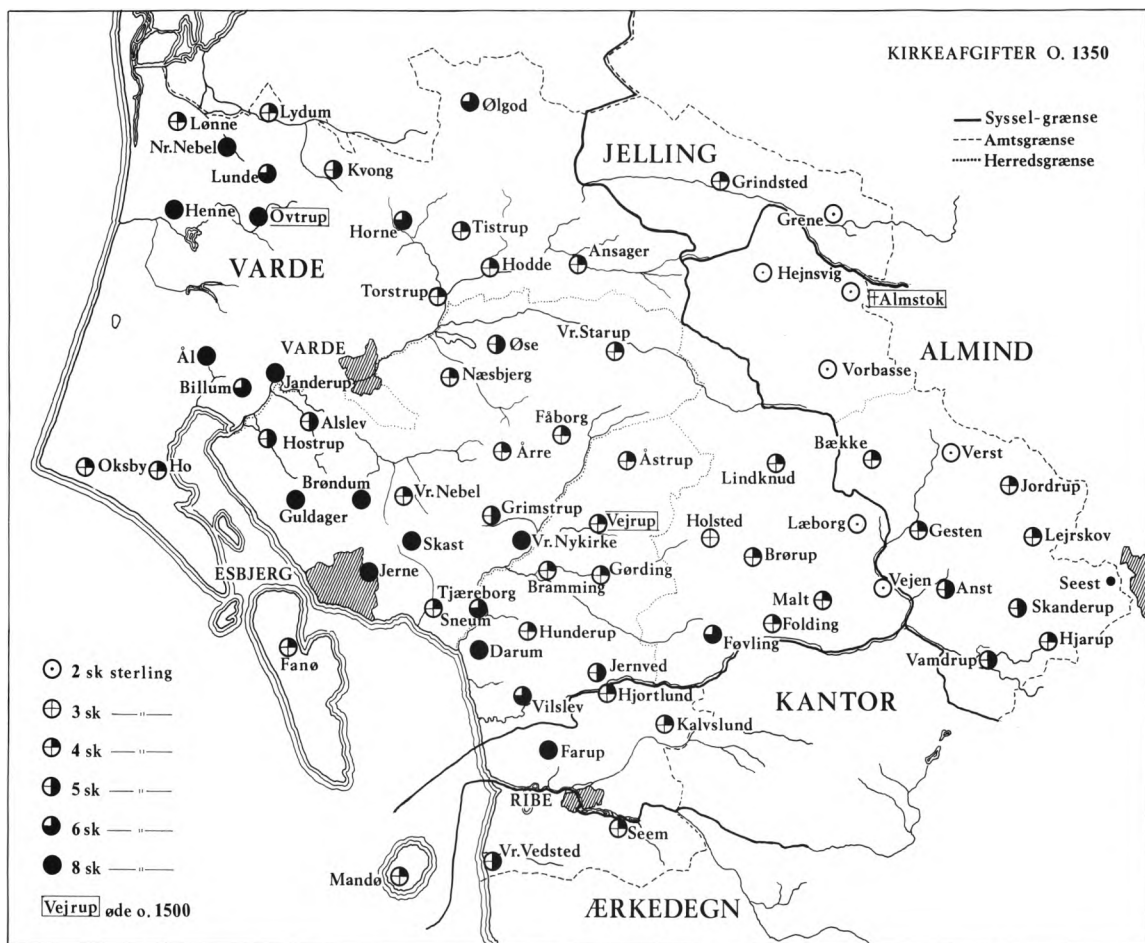 KIRKEAFGIFTER O. 1350
Syssel-grænse
Amtsgrænse
Herredsgrænse
Lydum
Lønne
Ølgod
Nr.Nebel
Kvong
Lunde
JELLING
Grindsted
Henne
Ovtrup
Horne
Tistrup
Grene
VARDE
Hodde
Ansager
Hejnsvig
Torstrup
Almstok
VARDE
Øse
Vr.Starup
ALMIND
Ål
Billum
Janderup
Næsbjerg
Vorbasse
Alslev
Fåborg
Hostrup
Årre
Bække
Verst
Oksby
Ho
Åstrup
Lindknud
Jordrup
Brøndum
Vr.Nebel
Guldager
Grimstrup
Vejrup
Holsted
Læborg
Gesten
Lejrskov
Skast
Vr.Nykirke
Brørup
ESBJERG
Jerne
Bramming
Gørding
Vejen
Anst
Seest
Tjæreborg
Sneum
Malt
Skanderup
Hunderup
Folding
Fanø
Darum
Føvling
Hjarup
Jernved
Vamdrup
Vilslev
Hjortlund
KANTOR
Kalvslund
Farup
RIBE
Seem
Vr.Vedsted
Mandø
ÆRKEDEGN
2 sk sterling
3 sk —"—
4 sk —"—
5 sk —"—
6 sk —"—
8 sk —"—
Vejrup øde o. 1500